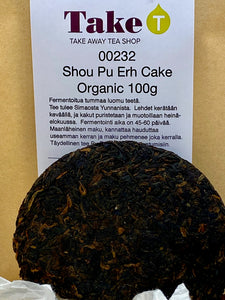 Take T
TAKE AWAY TEA SHOP
00232
Shou Pu Erh Cake
Organic 100g
Fermentoitua tummaa luomu teetä.
Tee tulee Simaosta Yunnanista. Lehdet kerätään
keväällä, ja kakut puristetaan ja muotoillaan heinä-
elokuussa. Fermentointi aika on 45-60 päivää.
Maanläheinen maku, kannattaa hauduttaa
useamman kerran ja maku pehmenee joka kerralla.
Täydellinen tee